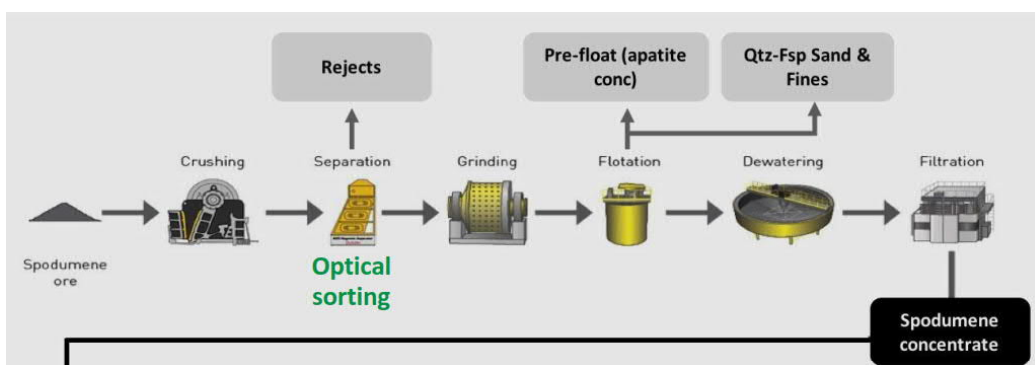 Rejects
Pre-float (apatite
conc)
Qtz-Fsp Sand &
Fines
Crushing
Separation
Grinding
Flotation
Dewatering
Filtration
Spodumene
ore
Optical
sorting
Spodumene
concentrate